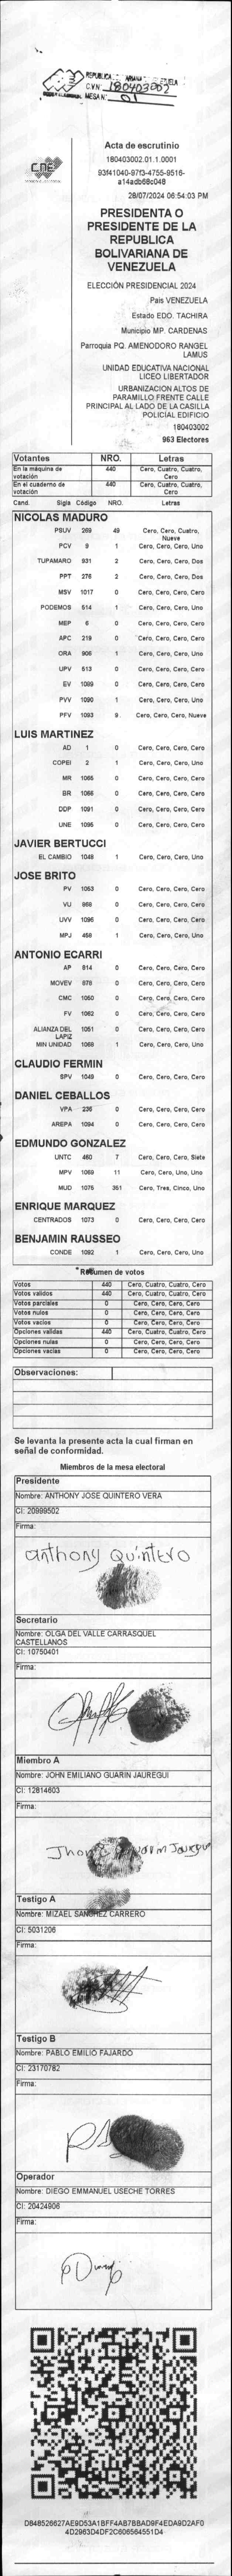 REPÚBLICA
C.V.N° 180403002
MESA N° 01
CNE
Acta de escrutinio
180403002.01.1.0001
93f41040-97f3-4755-9516-
a14adb68c048
28/07/2024 06:54:03 PM
PRESIDENTA O
PRESIDENTE DE LA
REPUBLICA
BOLIVARIANA DE
VENEZUELA
ELECCIÓN PRESIDENCIAL 2024
Pais VENEZUELA
Estado EDO. TACHIRA
Municipio MP. CARDENAS
Parroquia PQ. AMENODORO RANGEL
LAMUS
UNIDAD EDUCATIVA NACIONAL
LICEO LIBERTADOR
URBANIZACION ALTOS DE
PARAMILLO FRENTE CALLE
PRINCIPAL AL LADO DE LA CASILLA
POLICIAL EDIFICIO
180403002
963 Electores
Votantes NRO. Letras
En la máquina de votación 440 Cero, Cuatro, Cuatro, Cero
En el cuaderno de votación 440 Cero, Cuatro, Cuatro, Cero
Cand. Sigla Código NRO. Letras
NICOLAS MADURO
PSUV 269 49 Cero, Cero, Cuatro, Nueve
PCV 9 1 Cero, Cero, Cero, Uno
TUPAMARO 931 2 Cero, Cero, Cero, Dos
PPT 276 2 Cero, Cero, Cero, Dos
MSV 1017 0 Cero, Cero, Cero, Cero
PODEMOS 514 1 Cero, Cero, Cero, Uno
MEP 6 0 Cero, Cero, Cero, Cero
APC 219 0 Cero, Cero, Cero, Cero
ORA 906 1 Cero, Cero, Cero, Uno
UPV 513 0 Cero, Cero, Cero, Cero
EV 1089 0 Cero, Cero, Cero, Cero
PVV 1090 1 Cero, Cero, Cero, Uno
PFV 1093 9 Cero, Cero, Cero, Nueve
LUIS MARTINEZ
AD 1 0 Cero, Cero, Cero, Cero
COPEI 2 1 Cero, Cero, Cero, Uno
MR 1065 0 Cero, Cero, Cero, Cero
BR 1066 0 Cero, Cero, Cero, Cero
DDP 1091 0 Cero, Cero, Cero, Cero
UNE 1095 0 Cero, Cero, Cero, Cero
JAVIER BERTUCCI
EL CAMBIO 1048 1 Cero, Cero, Cero, Uno
JOSE BRITO
PV 1053 0 Cero, Cero, Cero, Cero
VU 868 0 Cero, Cero, Cero, Cero
UVV 1096 0 Cero, Cero, Cero, Cero
MPJ 458 1 Cero, Cero, Cero, Uno
ANTONIO ECARRI
AP 814 0 Cero, Cero, Cero, Cero
MOVEV 878 0 Cero, Cero, Cero, Cero
CMC 1050 0 Cero, Cero, Cero, Cero
FV 1062 0 Cero, Cero, Cero, Cero
ALIANZA DEL LAPIZ 1051 0 Cero, Cero, Cero, Cero
MIN UNIDAD 1068 1 Cero, Cero, Cero, Uno
CLAUDIO FERMIN
SPV 1049 0 Cero, Cero, Cero, Cero
DANIEL CEBALLOS
VPA 236 0 Cero, Cero, Cero, Cero
AREPA 1094 0 Cero, Cero, Cero, Cero
EDMUNDO GONZALEZ
UNTC 460 7 Cero, Cero, Cero, Siete
MPV 1069 11 Cero, Cero, Uno, Uno
MUD 1075 351 Cero, Tres, Cinco, Uno
ENRIQUE MARQUEZ
CENTRADOS 1073 0 Cero, Cero, Cero, Cero
BENJAMIN RAUSSEO
CONDE 1082 1 Cero, Cero, Cero, Uno
Resumen de votos
Votos 440 Cero, Cuatro, Cuatro, Cero
Votos validos 440 Cero, Cuatro, Cuatro, Cero
Votos parciales 0 Cero, Cero, Cero, Cero
Votos nulos 0 Cero, Cero, Cero, Cero
Votos vacíos 0 Cero, Cero, Cero, Cero
Opciones validas 440 Cero, Cuatro, Cuatro, Cero
Opciones nulas 0 Cero, Cero, Cero, Cero
Opciones vacias 0 Cero, Cero, Cero, Cero
Observaciones:
Se levanta la presente acta la cual firman en
señal de conformidad.
Miembros de la mesa electoral
Presidente
Nombre: ANTHONY JOSE QUINTERO VERA
CI: 20999502
Firma:
anthony Quintero
Secretario
Nombre: OLGA DEL VALLE CARRASQUEL
CASTELLANOS
CI: 10750401
Firma:
Miembro A
Nombre: JOHN EMILIANO GUARIN JAUREGUI
CI: 12814603
Firma:
Testigo A
Nombre: MIZAEL SANCHEZ CARRERO
CI: 5031206
Firma:
Testigo B
Nombre: PABLO EMILIO FAJARDO
CI: 23170782
Firma:
Operador
Nombre: DIEGO EMMANUEL USECHE TORRES
CI: 20424906
Firma:
D848526627AE9D53A1BFF4AB7BBAD9F4EDA9D2AF0
4D2963D4DF2C606564551D4